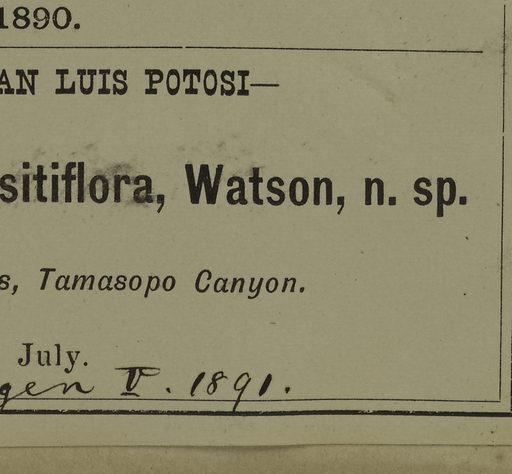 1890.
AN LUIS POTOSI—
sitiflora, Watson, n. sp.
s, Tamasopo Canyon.
July.
gen V. 1891.